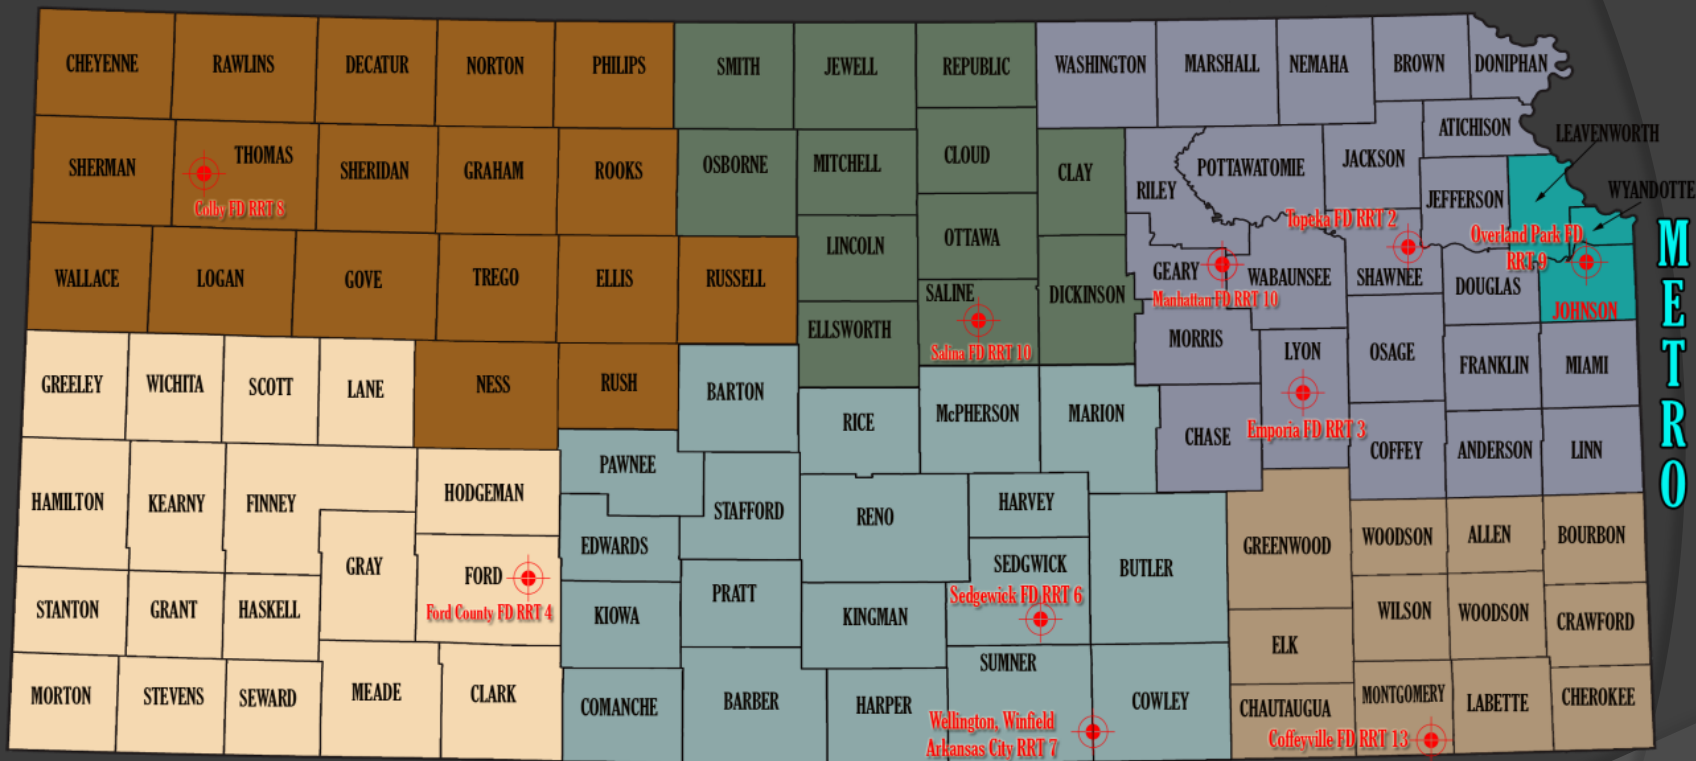 CHEYENNE
RAWLINS
DECATUR
NORTON
PHILIPS
SMITH
JEWELL
REPUBLIC
WASHINGTON
MARSHALL
NEMAHA
BROWN
DONIPHAN
SHERMAN
THOMAS
Colby FD RRT 8
SHERIDAN
GRAHAM
ROOKS
OSBORNE
MITCHELL
CLOUD
CLAY
RILEY
POTTAWATOMIE
JACKSON
ATICHISON
JEFFERSON
LEAVENWORTH
WYANDOTTE
WALLACE
LOGAN
GOVE
TREGO
ELLIS
RUSSELL
LINCOLN
OTTAWA
SALINE
Salina FD RRT 10
DICKINSON
GEARY
Manhattan FD RRT 10
WABAUNSEE
Topeka FD RRT 2
SHAWNEE
DOUGLAS
Overland Park FD
RRT 9
JOHNSON
METRO
ELLSWORTH
MORRIS
LYON
Emporia FD RRT 3
OSAGE
FRANKLIN
MIAMI
GREELEY
WICHITA
SCOTT
LANE
NESS
RUSH
BARTON
RICE
McPHERSON
MARION
CHASE
COFFEY
ANDERSON
LINN
HAMILTON
KEARNY
FINNEY
HODGEMAN
PAWNEE
STAFFORD
RENO
HARVEY
EDWARDS
GRAY
FORD
Ford County FD RRT 4
SEDGWICK
Sedgewick FD RRT 6
BUTLER
GREENWOOD
WOODSON
ALLEN
BOURBON
STANTON
GRANT
HASKELL
KIOWA
PRATT
KINGMAN
ELK
WILSON
WOODSON
CRAWFORD
MORTON
STEVENS
SEWARD
MEADE
CLARK
COMANCHE
BARBER
HARPER
SUMNER
Wellington, Winfield
Arkansas City RRT 7
COWLEY
CHAUTAUGUA
MONTGOMERY
Coffeyville FD RRT 13
LABETTE
CHEROKEE